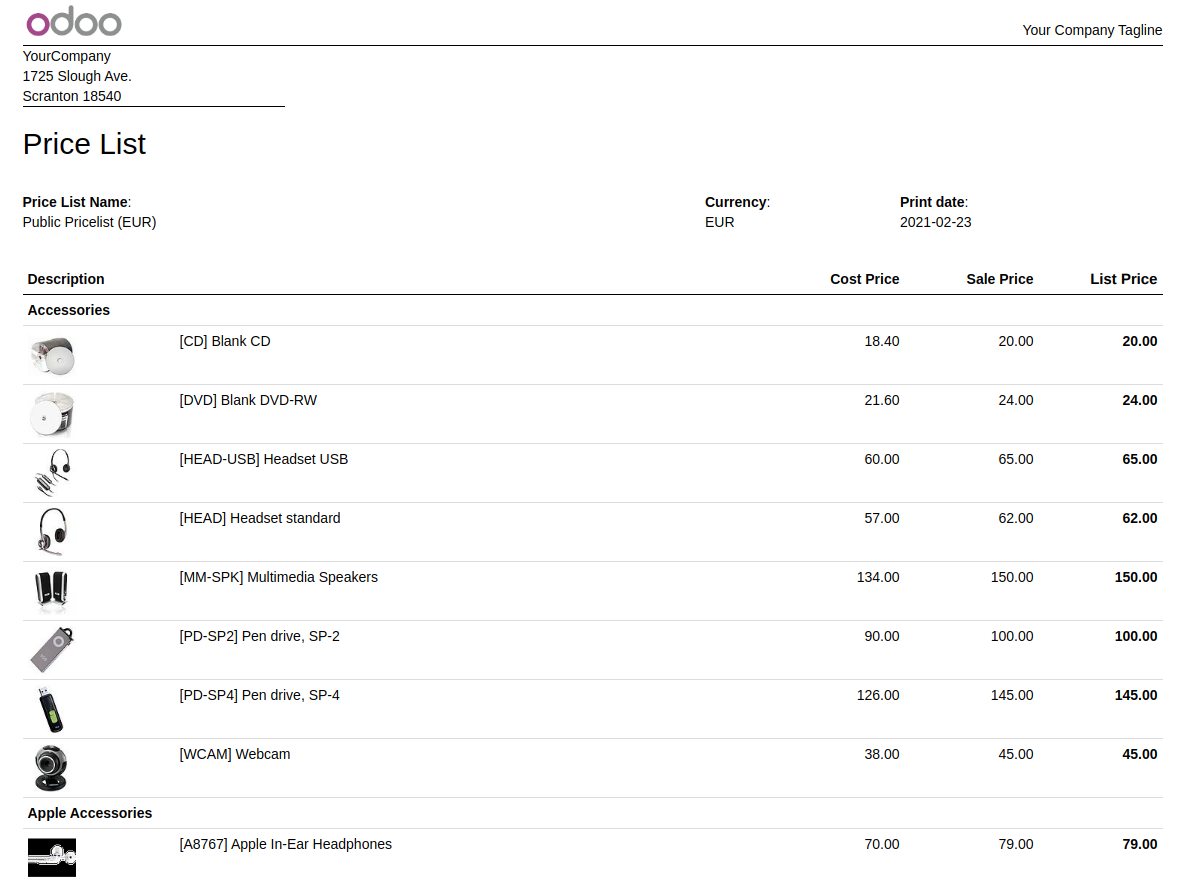 odoo
Your Company Tagline
YourCompany
1725 Slough Ave.
Scranton 18540
Price List
Price List Name: Currency: Print date:
Public Pricelist (EUR) EUR 2021-02-23
Description Cost Price Sale Price List Price
Accessories
[CD] Blank CD 18.40 20.00 20.00
[DVD] Blank DVD-RW 21.60 24.00 24.00
[HEAD-USB] Headset USB 60.00 65.00 65.00
[HEAD] Headset standard 57.00 62.00 62.00
[MM-SPK] Multimedia Speakers 134.00 150.00 150.00
[PD-SP2] Pen drive, SP-2 90.00 100.00 100.00
[PD-SP4] Pen drive, SP-4 126.00 145.00 145.00
[WCAM] Webcam 38.00 45.00 45.00
Apple Accessories
[A8767] Apple In-Ear Headphones 70.00 79.00 79.00